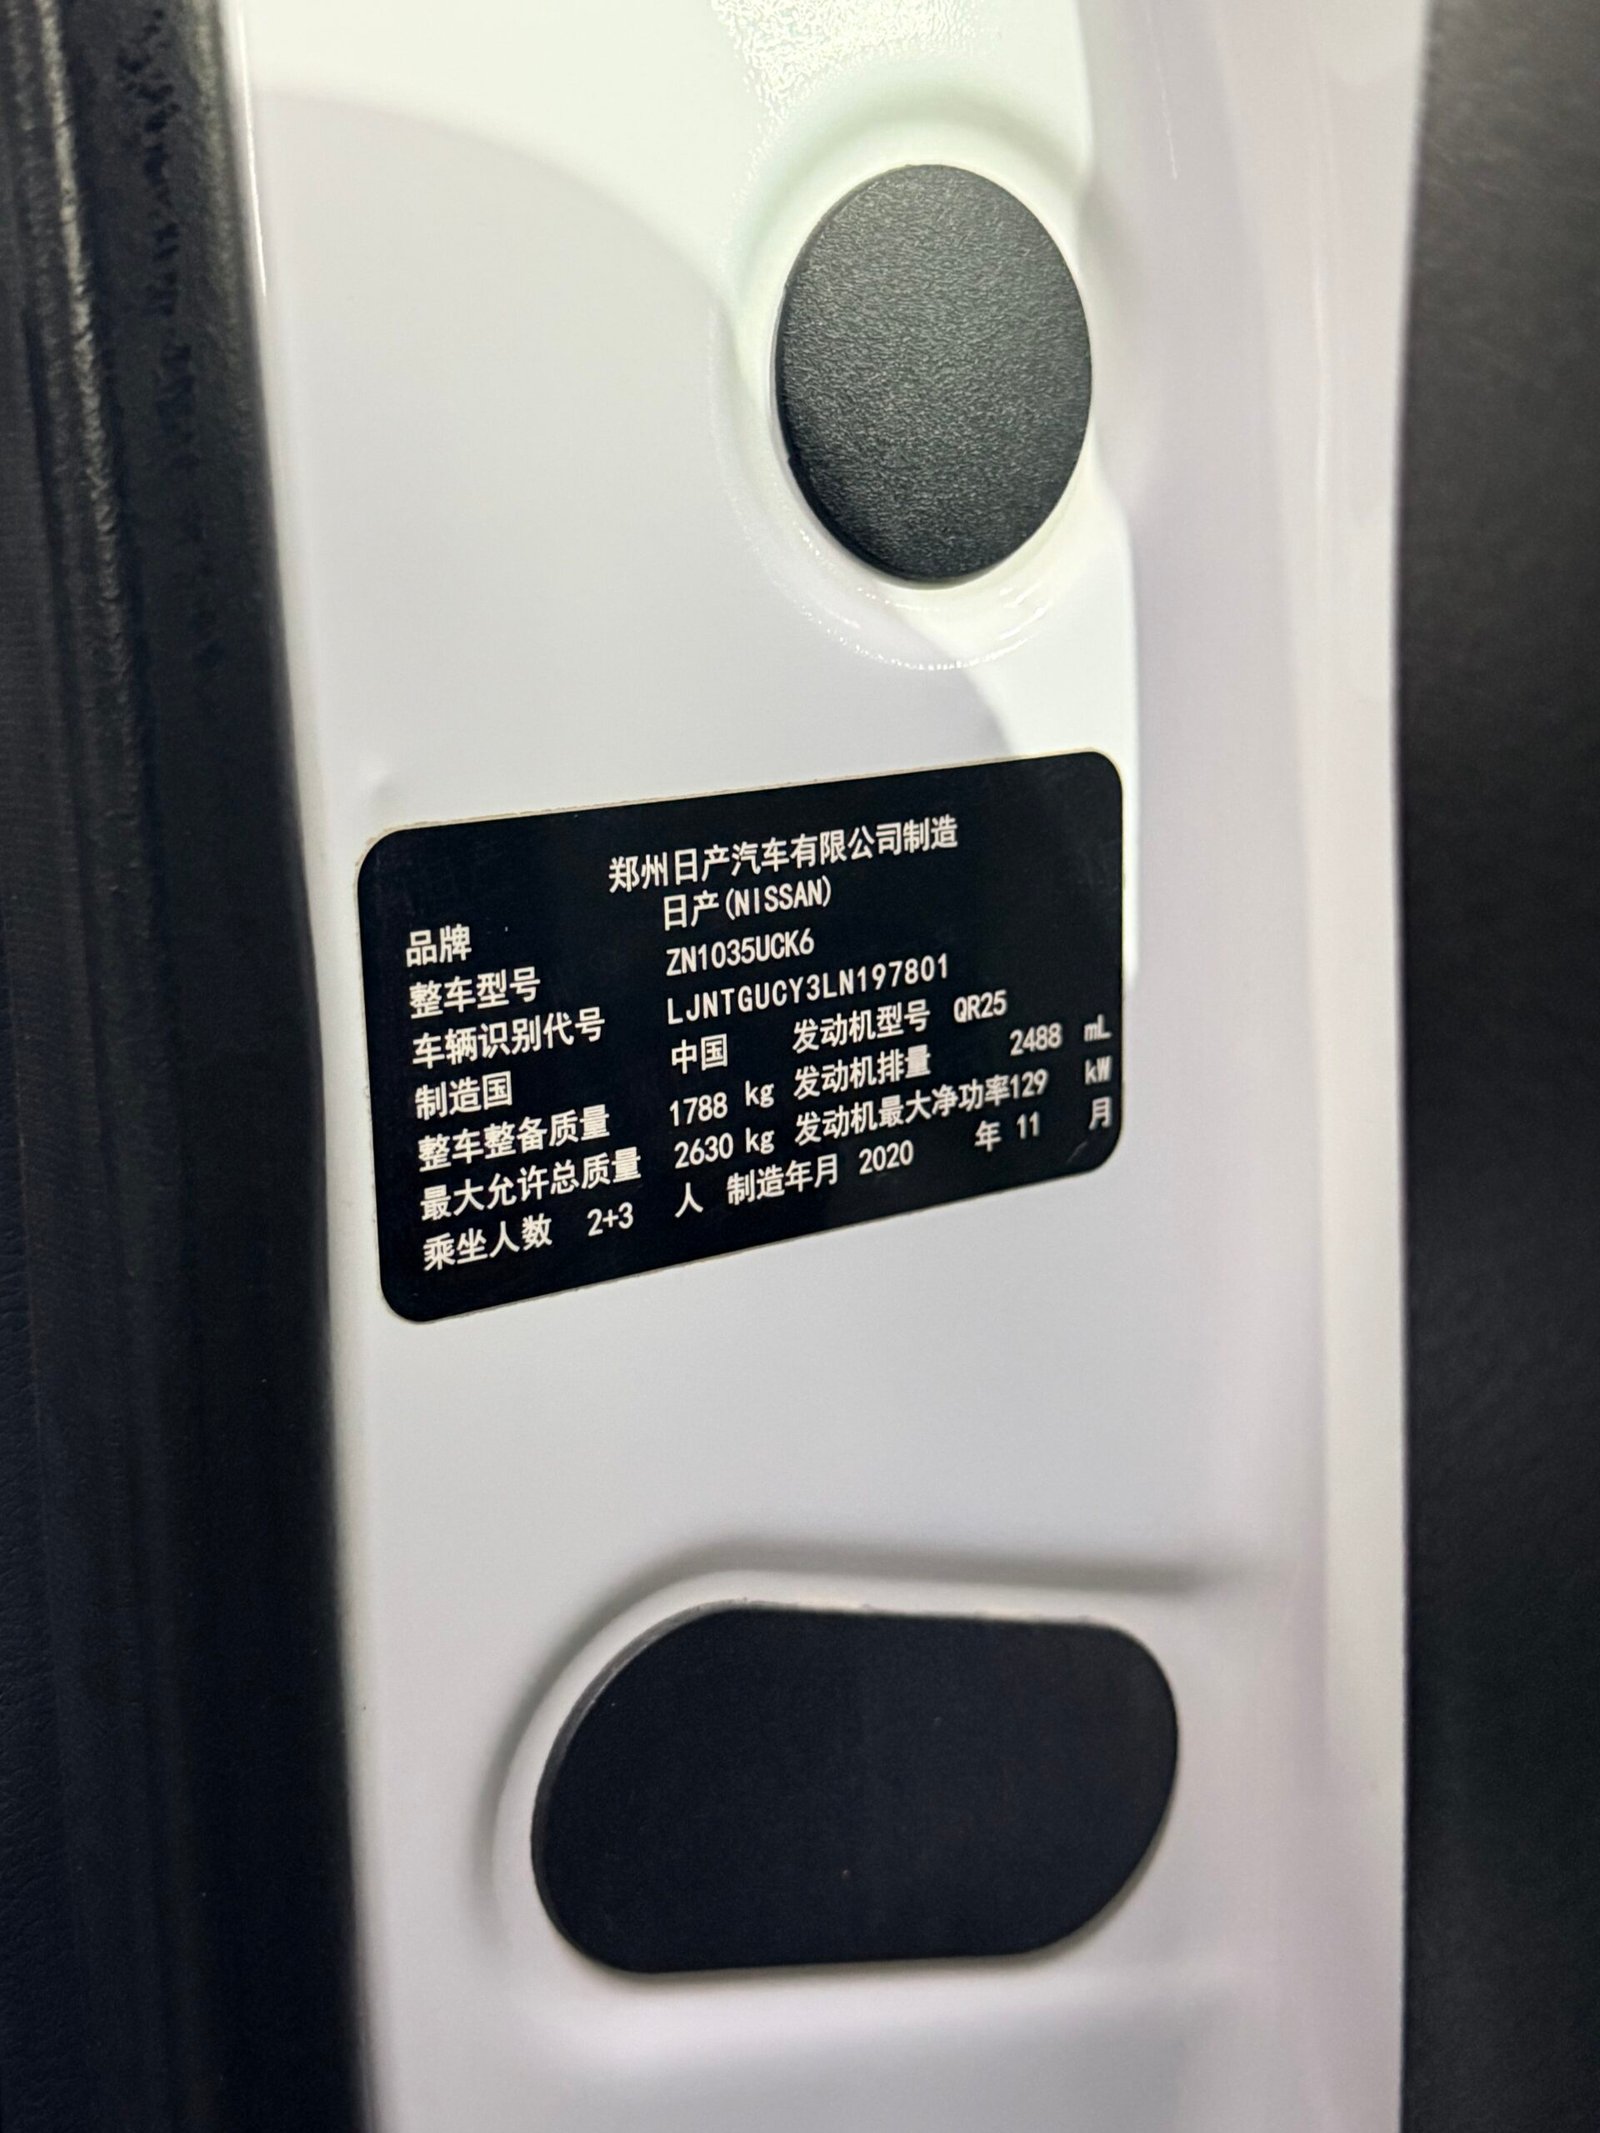 郑州日产汽车有限公司制造
品牌 日产(NISSAN)
整车型号 ZN1035UCK6
车辆识别代号 LJNTGUCY3LN197801
制造国 中国 发动机型号 QR25
整车整备质量 1788 kg 发动机排量 2488 mL
最大允许总质量 2630 kg 发动机最大净功率129 kW
乘坐人数 2+3 人 制造年月 2020 年 11 月